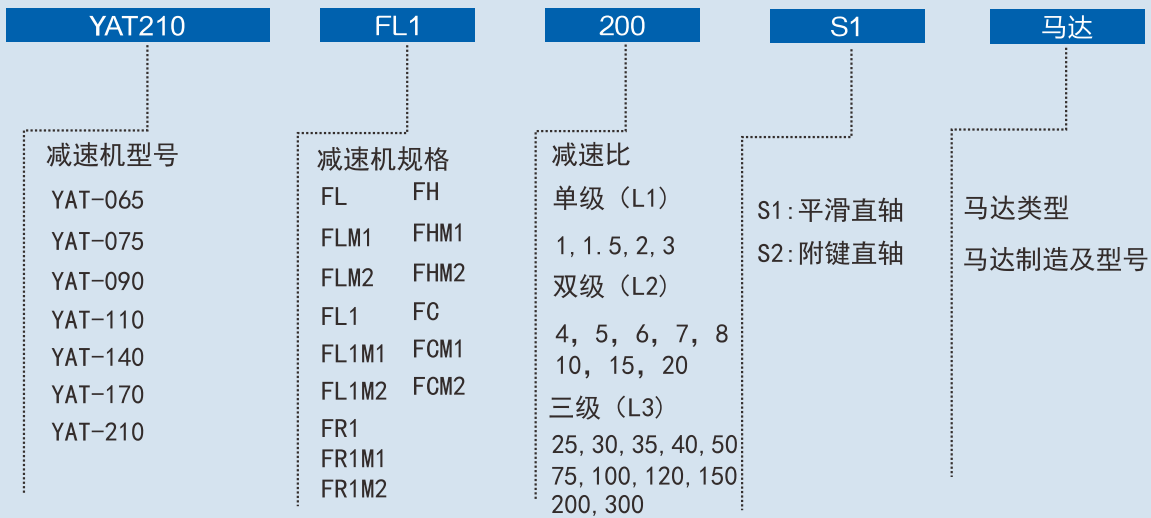 YAT210
FL1
200
S1
马达
减速机型号
YAT-065
YAT-075
YAT-090
YAT-110
YAT-140
YAT-170
YAT-210
减速机规格
FL FH
FLM1 FHM1
FLM2 FHM2
FL1 FC
FL1M1 FCM1
FL1M2 FCM2
FR1
FR1M1
FR1M2
减速比
单级（L1）
1,1.5,2,3
双级（L2）
4, 5, 6, 7, 8
10, 15, 20
三级（L3）
25,30,35,40,50
75,100,120,150
200,300
S1:平滑直轴
S2:附键直轴
马达类型
马达制造及型号